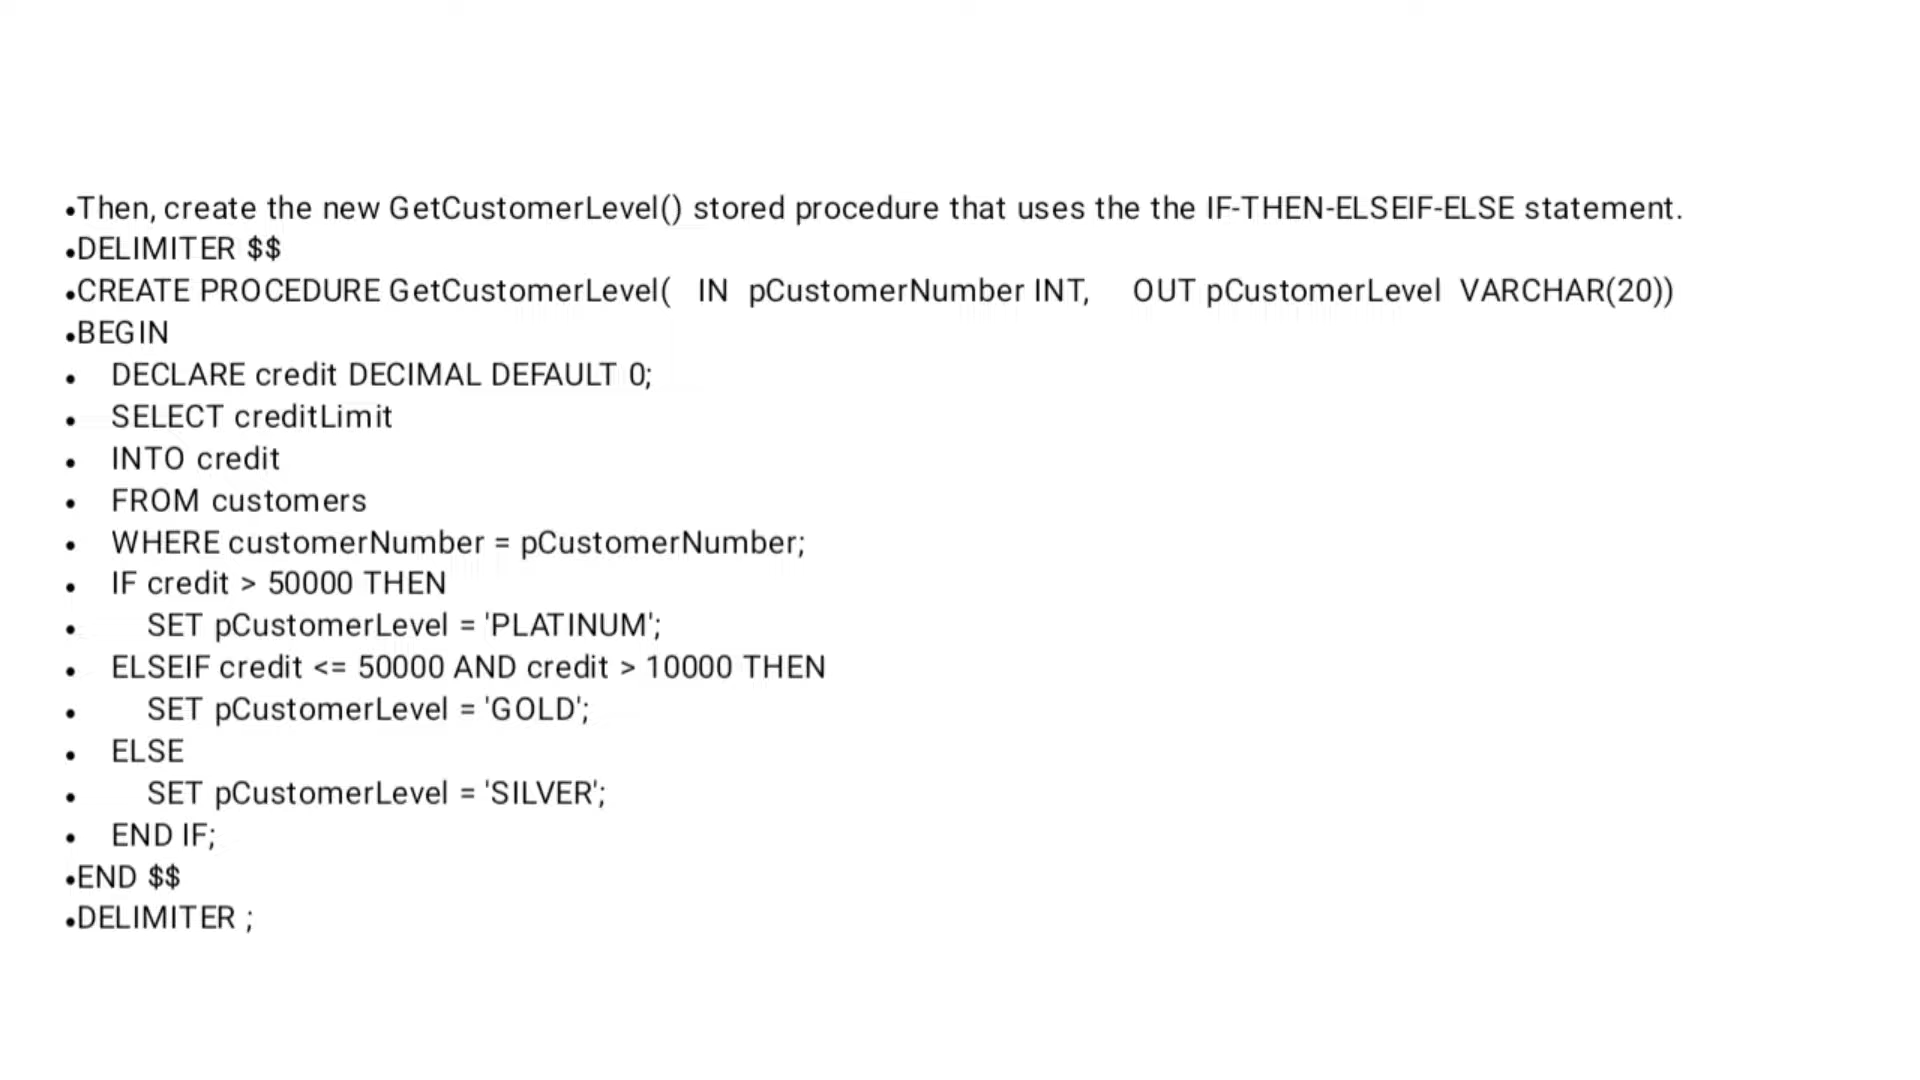 •Then, create the new GetCustomerLevel() stored procedure that uses the the IF-THEN-ELSEIF-ELSE statement.
•DELIMITER $$
•CREATE PROCEDURE GetCustomerLevel(   IN  pCustomerNumber INT,     OUT pCustomerLevel  VARCHAR(20))
•BEGIN
•    DECLARE credit DECIMAL DEFAULT 0;
•    SELECT creditLimit
•    INTO credit
•    FROM customers
•    WHERE customerNumber = pCustomerNumber;
•    IF credit > 50000 THEN
•        SET pCustomerLevel = 'PLATINUM';
•    ELSEIF credit <= 50000 AND credit > 10000 THEN
•        SET pCustomerLevel = 'GOLD';
•    ELSE
•        SET pCustomerLevel = 'SILVER';
•    END IF;
•END $$
•DELIMITER ;